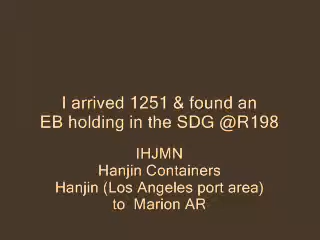 I arrived 1251 & found an
EB holding in the SDG @R198
IHJMN
Hanjin Containers
Hanjin (Los Angeles port area)
to Marion AR